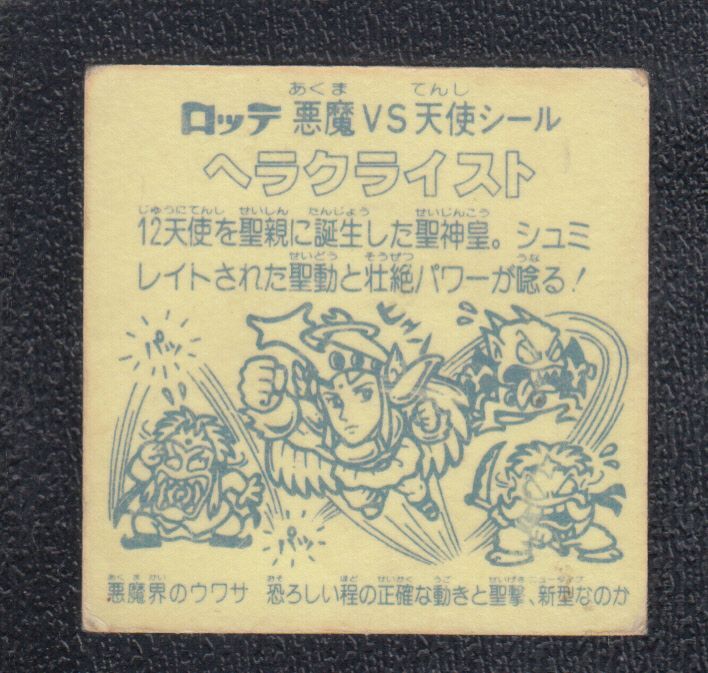 あくま てんし
ロッテ 悪魔VS天使シール
ヘラクライスト
じゅうにてんし せいしん たんじょう せいじんこう
12天使を聖親に誕生した聖神皇。シュミ
せいどう そうぜつ うな
レイトされた聖動と壮絶パワーが唸る!
ヒュッ
パッ
パッ
あくまかい おそ ほど せいかく うご せいげき ニュータイプ
悪魔界のウワサ 恐ろしい程の正確な動きと聖撃、新型なのか